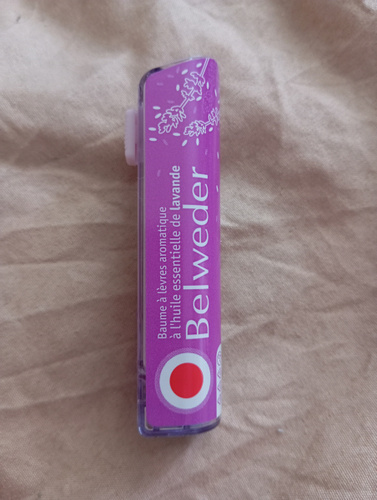 Baume à lèvres aromatique
à l'huile essentielle de lavande
Belweder